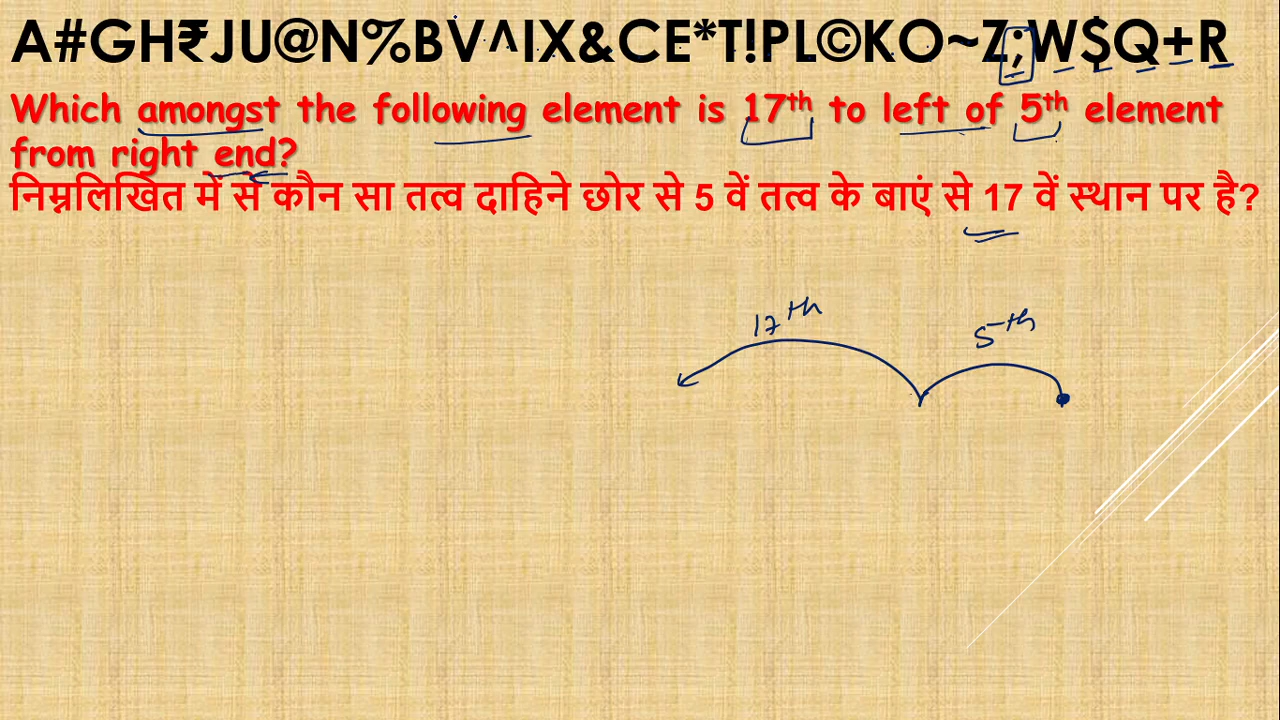 A#GH₹JU@N%BV^IX&CE*T!PL©KO~Z;W$Q+R
Which amongst the following element is 17th to left of 5th element
from right end?
निम्नलिखित में से कौन सा तत्व दाहिने छोर से 5 वें तत्व के बाएं से 17 वें स्थान पर है?
17th 5th